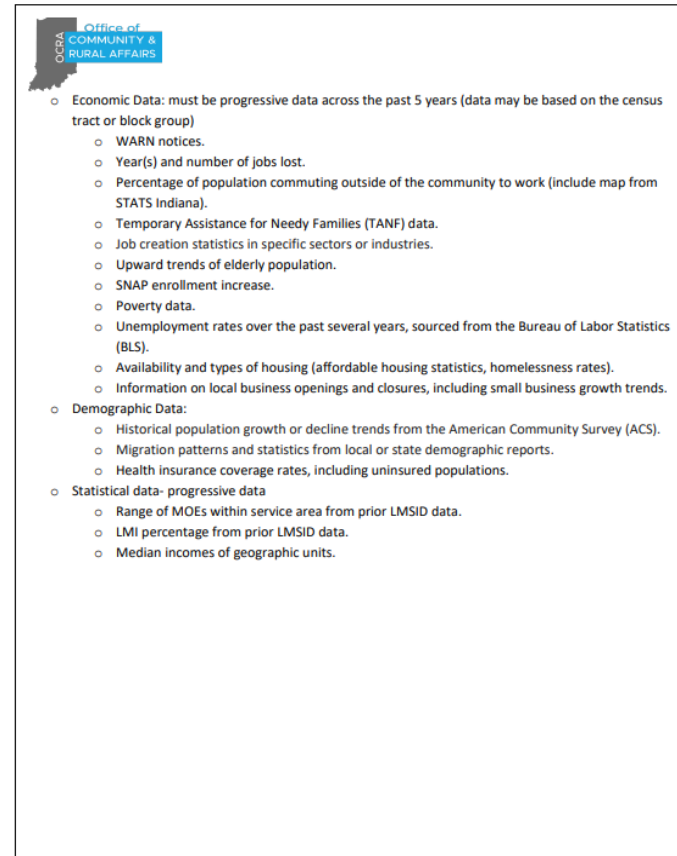 OCRA
Office of
COMMUNITY &
RURAL AFFAIRS
o Economic Data: must be progressive data across the past 5 years (data may be based on the census
tract or block group)
o WARN notices.
o Year(s) and number of jobs lost.
o Percentage of population commuting outside of the community to work (include map from
STATS Indiana).
o Temporary Assistance for Needy Families (TANF) data.
o Job creation statistics in specific sectors or industries.
o Upward trends of elderly population.
o SNAP enrollment increase.
o Poverty data.
o Unemployment rates over the past several years, sourced from the Bureau of Labor Statistics
(BLS).
o Availability and types of housing (affordable housing statistics, homelessness rates).
o Information on local business openings and closures, including small business growth trends.
o Demographic Data:
o Historical population growth or decline trends from the American Community Survey (ACS).
o Migration patterns and statistics from local or state demographic reports.
o Health insurance coverage rates, including uninsured populations.
o Statistical data- progressive data
o Range of MOEs within service area from prior LMSID data.
o LMI percentage from prior LMSID data.
o Median incomes of geographic units.